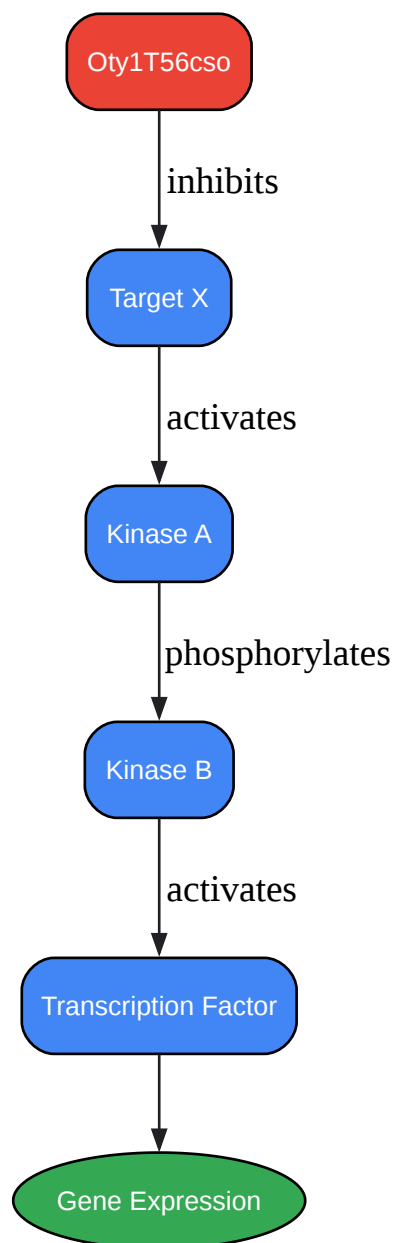 Oty1T56cso
inhibits
Target X
activates
Kinase A
phosphorylates
Kinase B
activates
Transcription Factor
Gene Expression